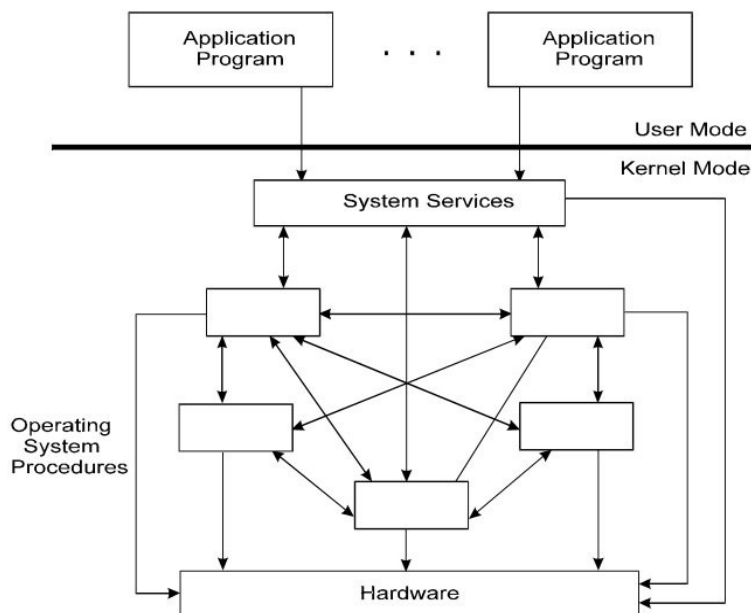 Application
Program
. . .
Application
Program
User Mode
Kernel Mode
System Services
Operating
System
Procedures
Hardware